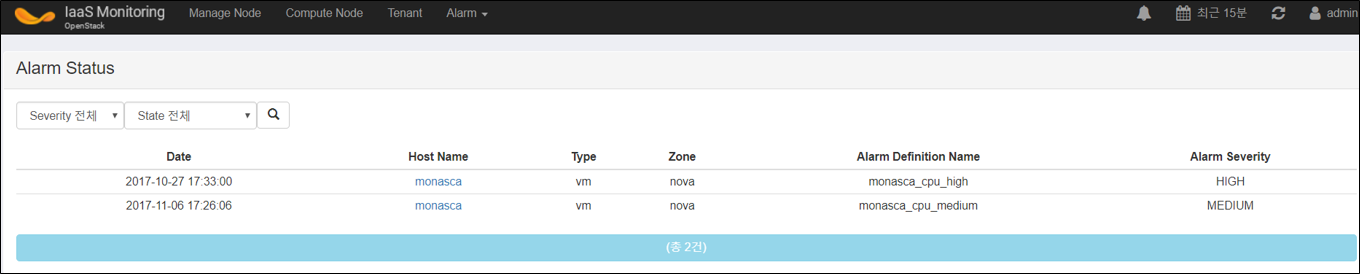 IaaS Monitoring Manage Node Compute Node Tenant Alarm 최근 15분 admin
OpenStack
Alarm Status
Severity 전체 State 전체
Date Host Name Type Zone Alarm Definition Name Alarm Severity
2017-10-27 17:33:00 monasca vm nova monasca_cpu_high HIGH
2017-11-06 17:26:06 monasca vm nova monasca_cpu_medium MEDIUM
(총 2건)